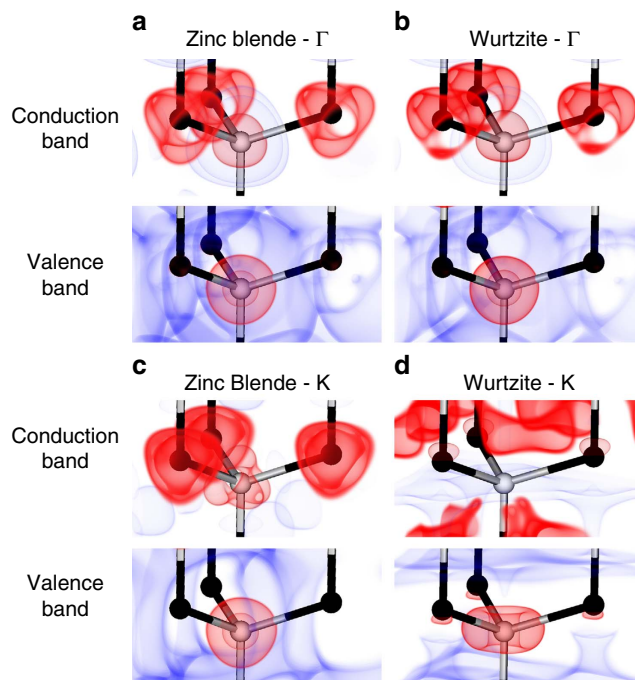 a
b
Zinc blende - Γ
Wurtzite - Γ
Conduction
band
Valence
band
c
d
Zinc Blende - K
Wurtzite - K
Conduction
band
Valence
band